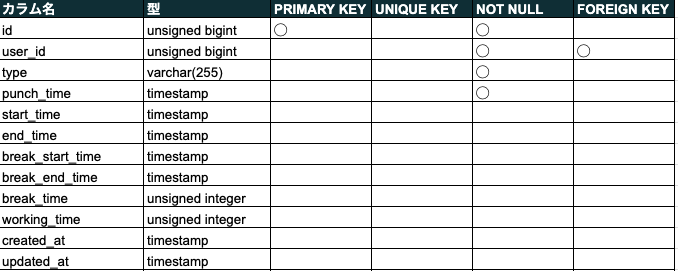 カラム名 型 PRIMARY KEY UNIQUE KEY NOT NULL FOREIGN KEY
id unsigned bigint ○ ○
user_id unsigned bigint ○ ○
type varchar(255) ○
punch_time timestamp ○
start_time timestamp
end_time timestamp
break_start_time timestamp
break_end_time timestamp
break_time unsigned integer
working_time unsigned integer
created_at timestamp
updated_at timestamp